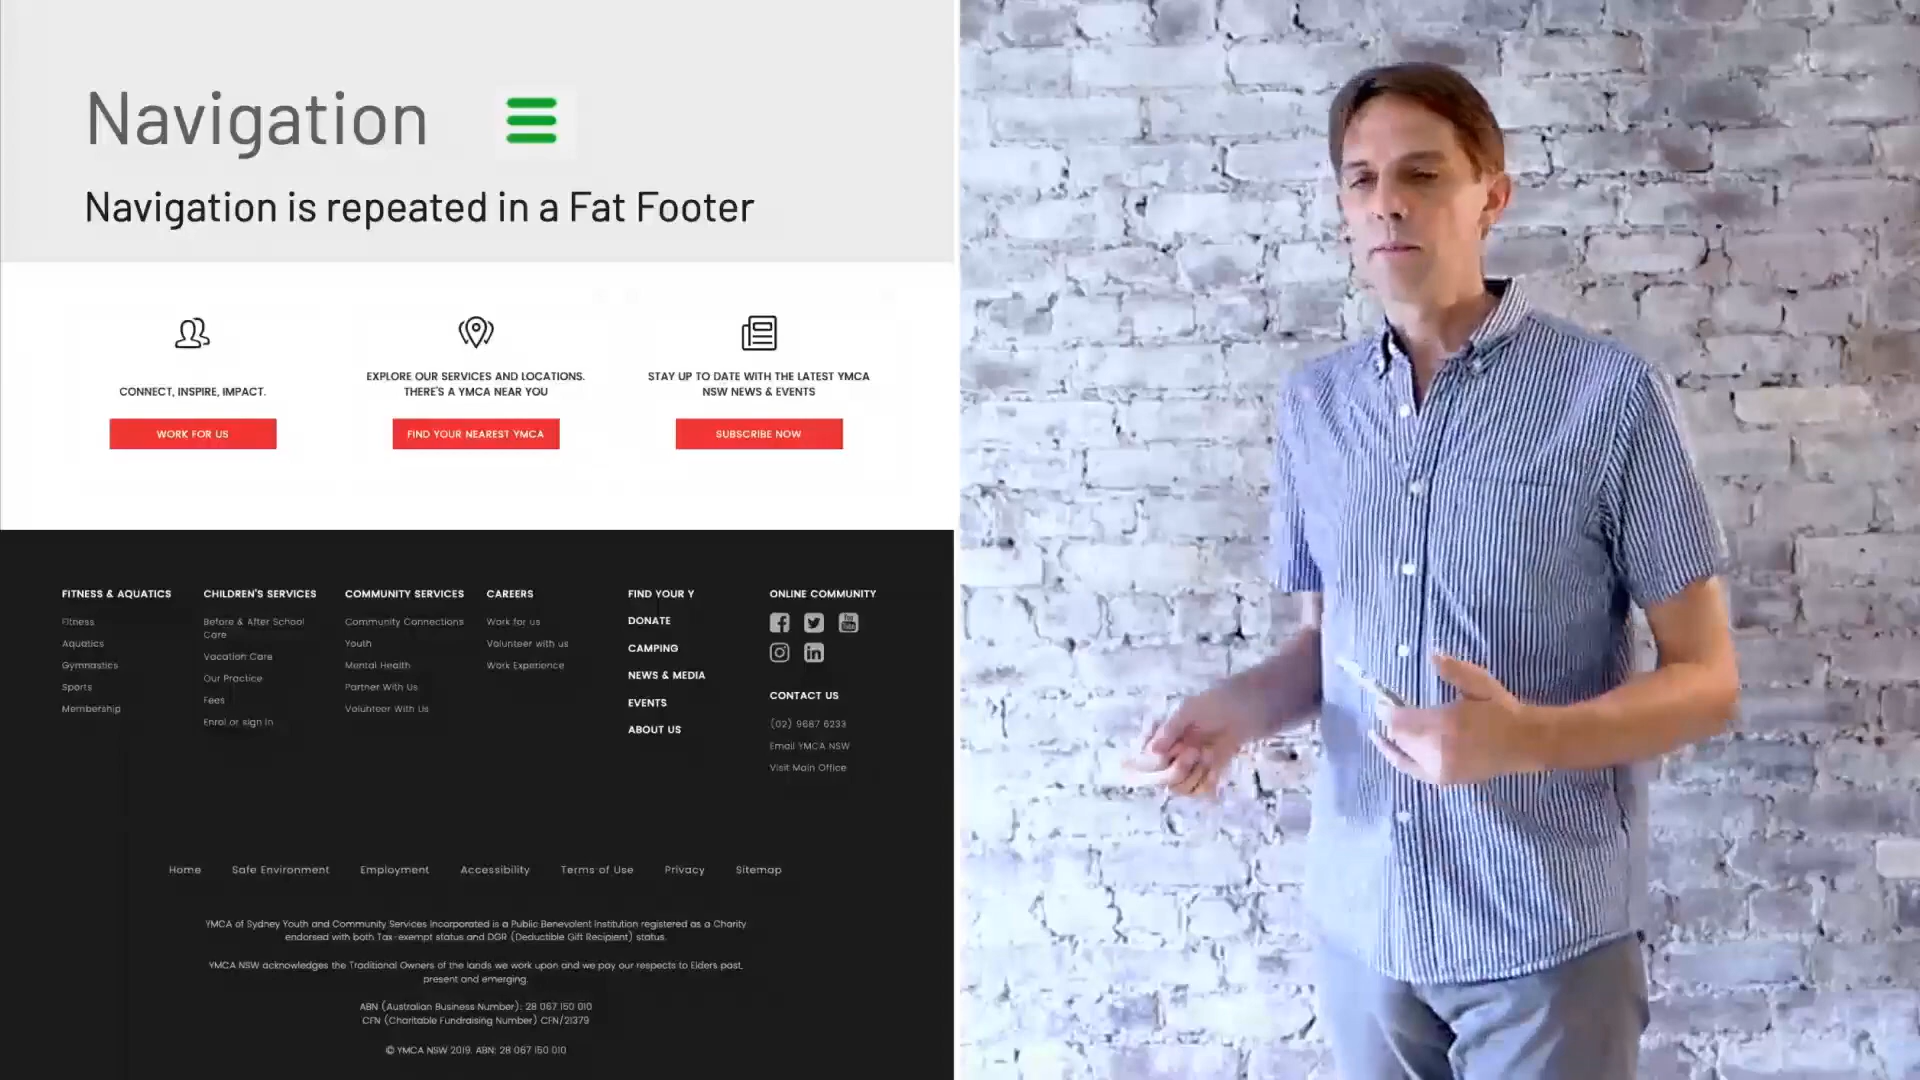 Navigation
Navigation is repeated in a Fat Footer
CONNECT, INSPIRE, IMPACT.
WORK FOR US
EXPLORE OUR SERVICES AND LOCATIONS.
THERE'S A YMCA NEAR YOU
FIND YOUR NEAREST YMCA
STAY UP TO DATE WITH THE LATEST YMCA
NSW NEWS & EVENTS
SUBSCRIBE NOW
FITNESS & AQUATICS
Fitness
Aquatics
Gymnastics
Sports
Membership
CHILDREN'S SERVICES
Before & After School
Care
Vacation Care
Our Practice
Fees
Enrol or sign in
COMMUNITY SERVICES
Community Connections
Youth
Mental Health
Partner With Us
Volunteer With Us
CAREERS
Work for us
Volunteer with us
Work Experience
FIND YOUR Y
DONATE
CAMPING
NEWS & MEDIA
EVENTS
ABOUT US
ONLINE COMMUNITY
You
Tube
in
CONTACT US
(02) 9687 6233
Email YMCA NSW
Visit Main Office
Home Safe Environment Employment Accessibility Terms of Use Privacy Sitemap
YMCA of Sydney Youth and Community Services Incorporated is a Public Benevolent Institution registered as a Charity
endorsed with both Tax-exempt status and DGR (Deductible Gift Recipient) status.
YMCA NSW acknowledges the Traditional Owners of the lands we work upon and we pay our respects to Elders past,
present and emerging.
ABN (Australian Business Number): 28 067 150 010
CFN (Charitable Fundraising Number) CFN/21379
© YMCA NSW 2019. ABN: 28 067 150 010